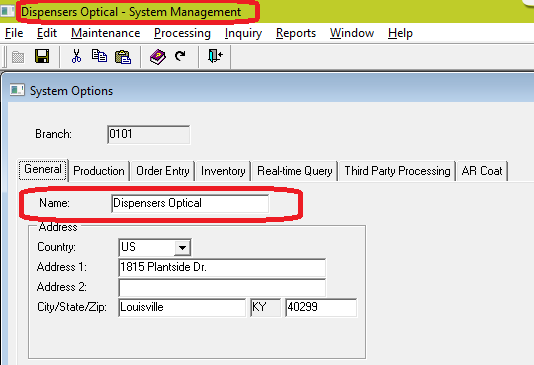 Dispensers Optical - System Management
File Edit Maintenance Processing Inquiry Reports Window Help
System Options
Branch: 0101
General Production Order Entry Inventory Real-time Query Third Party Processing AR Coat
Name: Dispensers Optical
Address
Country: US
Address 1: 1815 Plantside Dr.
Address 2:
City/State/Zip: Louisville KY 40299